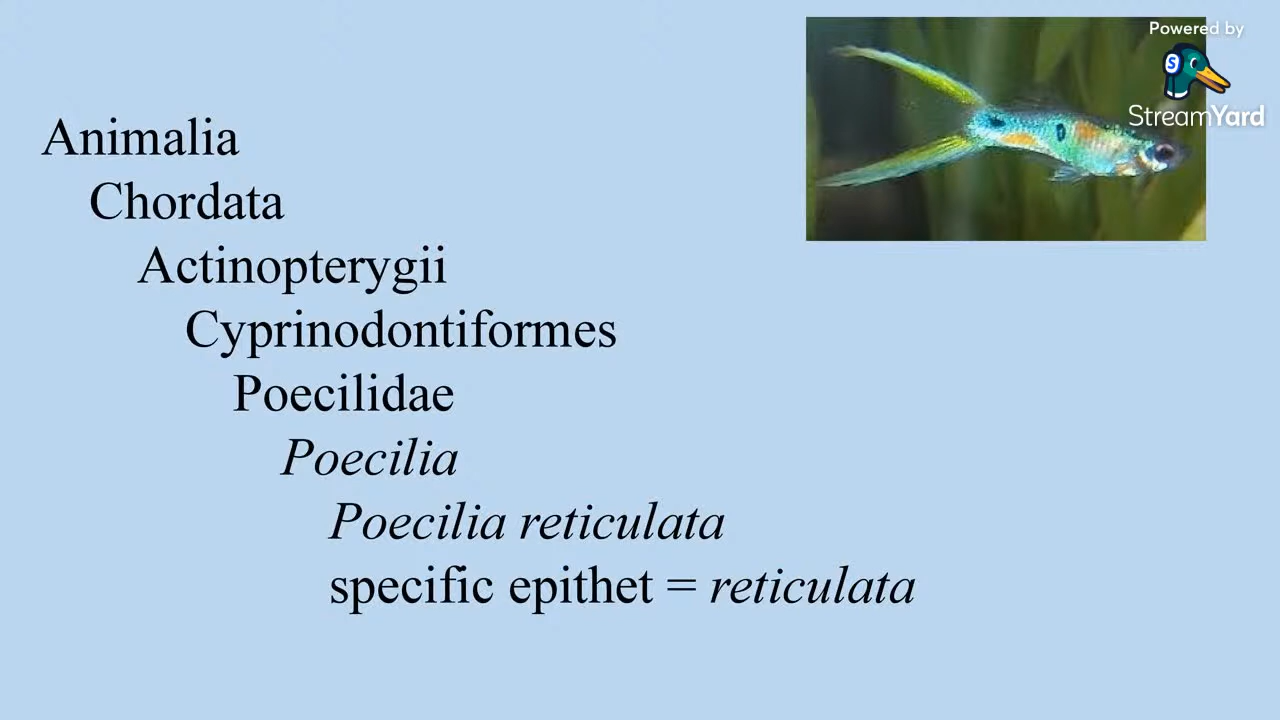 Powered by
StreamYard
Animalia
Chordata
Actinopterygii
Cyprinodontiformes
Poecilidae
Poecilia
Poecilia reticulata
specific epithet = reticulata